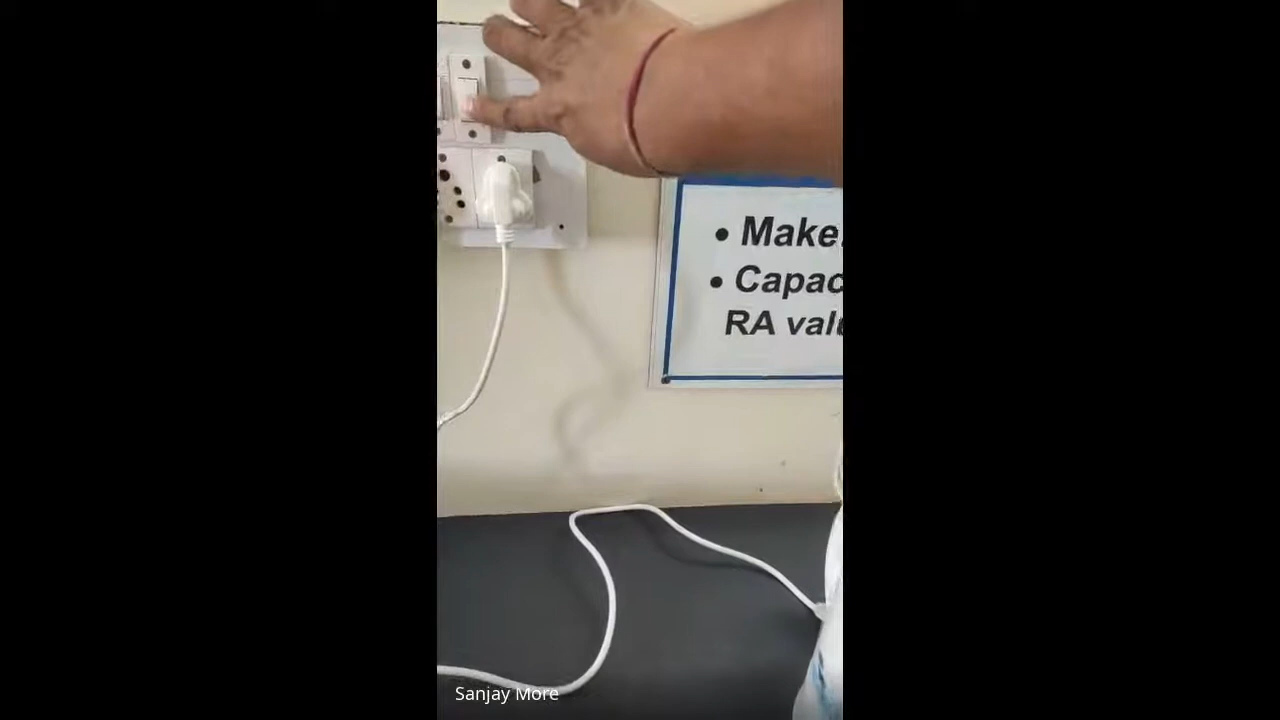 • Make
• Capac
RA val
Sanjay More